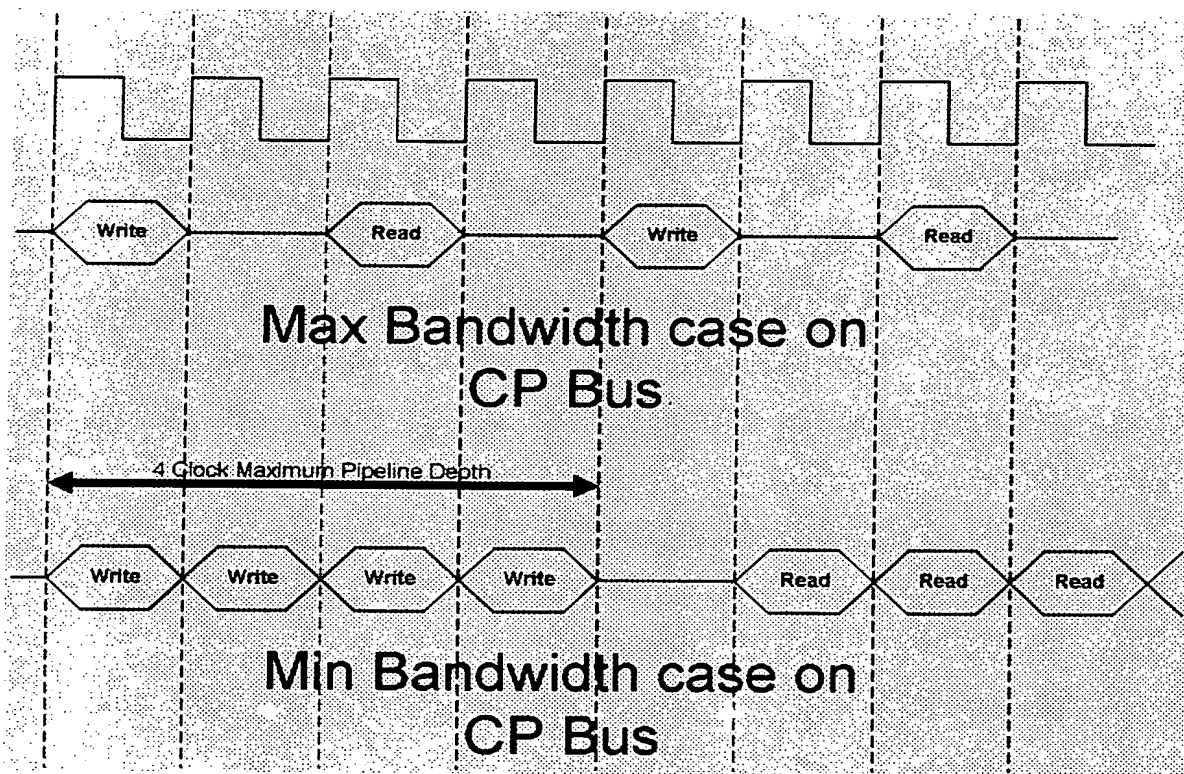 Write Read Write Read
Max Bandwidth case on
CP Bus
4 Clock Maximum Pipeline Depth
Write Write Write Write Read Read Read
Min Bandwidth case on
CP Bus